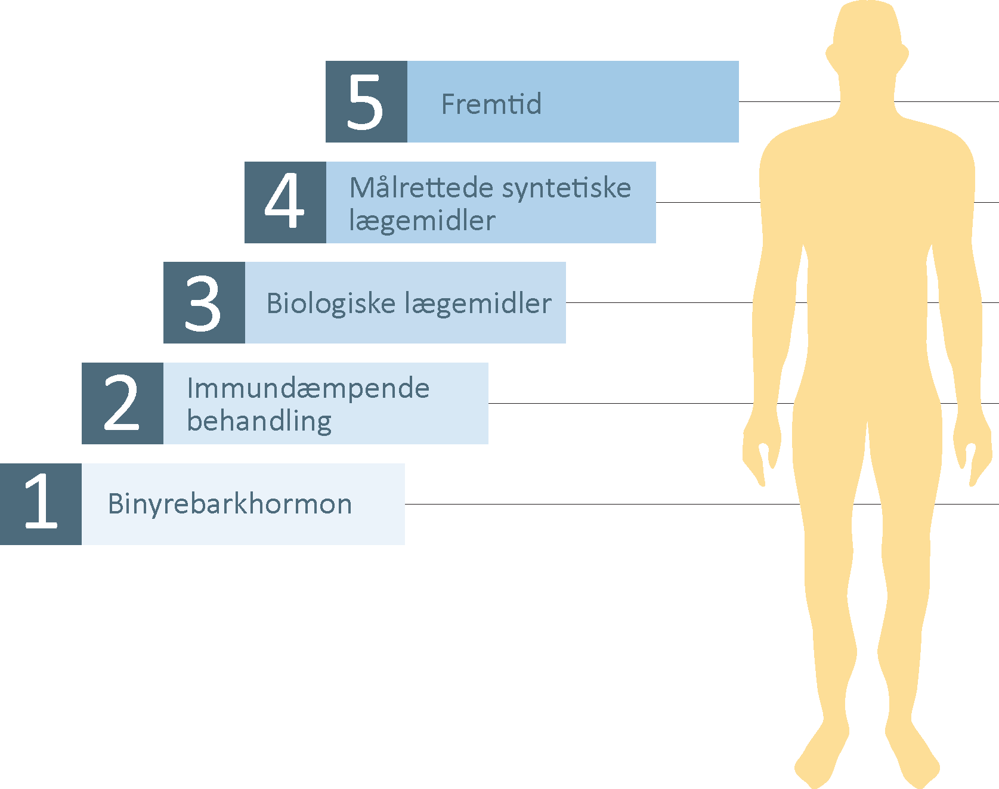 5
Fremtid
4
Målrettede syntetiske
lægemidler
3
Biologiske lægemidler
2
Immundæmpende
behandling
1
Binyrebarkhormon